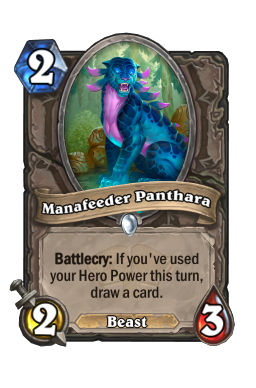 2
Manafeeder Panthara
Battlecry: If you've used
your Hero Power this turn,
draw a card.
2 Beast 3